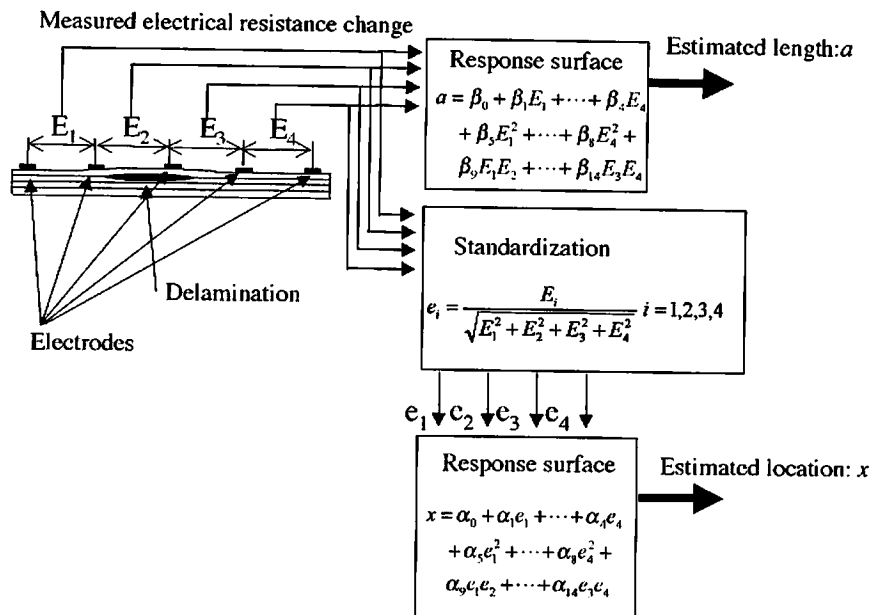 Measured electrical resistance change
E₁ E₂ E₃ E₄
Delamination
Electrodes
Response surface
a = β₀ + β₁E₁ + ⋯ + β₄E₄
+ β₅E₁² + ⋯ + β₈E₄² +
β₉E₁E₂ + ⋯ + β₁₄E₃E₄
Estimated length:a
Standardization
eᵢ = Eᵢ / √(E₁² + E₂² + E₃² + E₄²) i = 1,2,3,4
e₁ e₂ e₃ e₄
Response surface
x = α₀ + α₁e₁ + ⋯ + α₄e₄
+ α₅e₁² + ⋯ + α₈e₄² +
α₉e₁e₂ + ⋯ + α₁₄e₃e₄
Estimated location: x